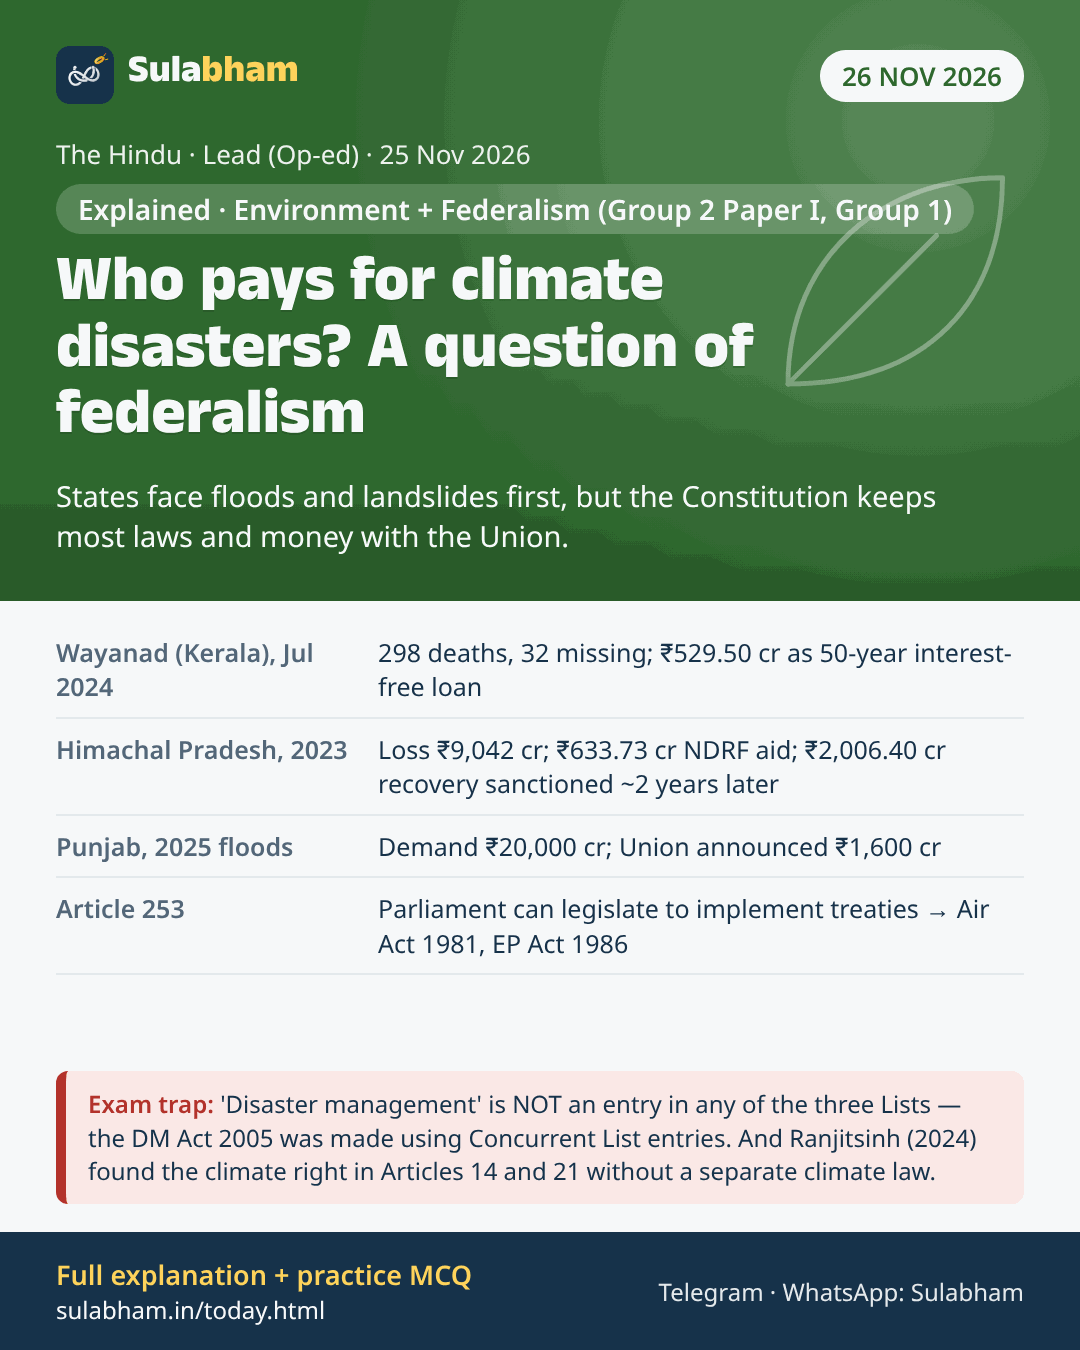 Sulabham
26 NOV 2026
The Hindu · Lead (Op-ed) · 25 Nov 2026
Explained · Environment + Federalism (Group 2 Paper I, Group 1)
Who pays for climate
disasters? A question of
federalism
States face floods and landslides first, but the Constitution keeps
most laws and money with the Union.
Wayanad (Kerala), Jul
2024
298 deaths, 32 missing; ₹529.50 cr as 50-year interest-
free loan
Himachal Pradesh, 2023
Loss ₹9,042 cr; ₹633.73 cr NDRF aid; ₹2,006.40 cr
recovery sanctioned ~2 years later
Punjab, 2025 floods
Demand ₹20,000 cr; Union announced ₹1,600 cr
Article 253
Parliament can legislate to implement treaties → Air
Act 1981, EP Act 1986
Exam trap: 'Disaster management' is NOT an entry in any of the three Lists —
the DM Act 2005 was made using Concurrent List entries. And Ranjitsinh (2024)
found the climate right in Articles 14 and 21 without a separate climate law.
Full explanation + practice MCQ
sulabham.in/today.html
Telegram · WhatsApp: Sulabham